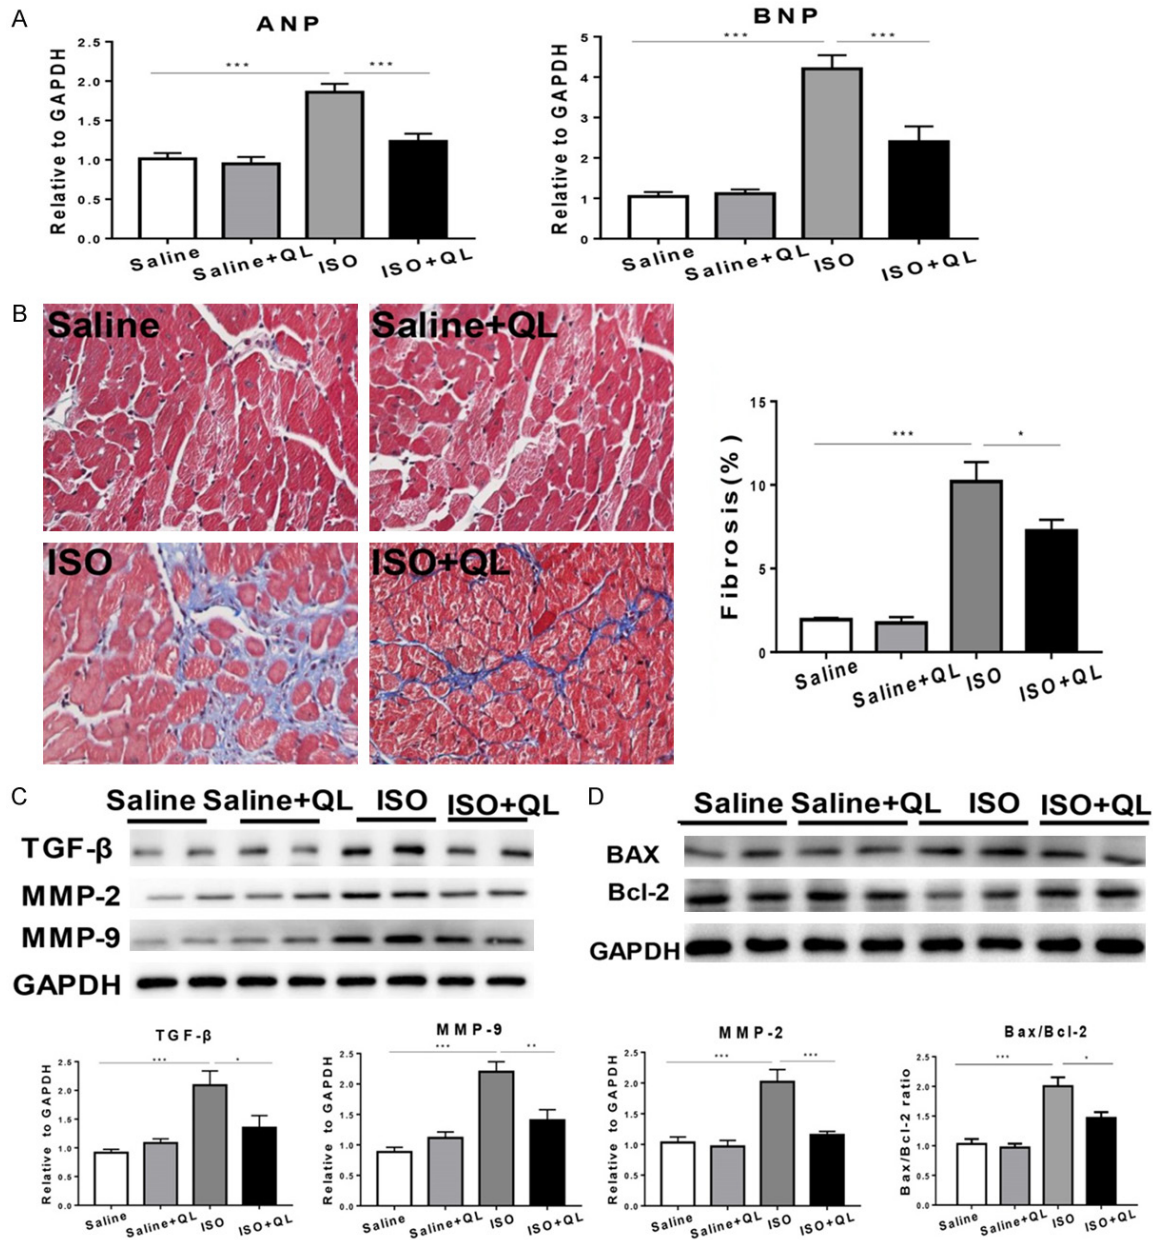 A
ANP
Relative to GAPDH
2.5
2.0
1.5
1.0
0.5
0.0
***
***
Saline
Saline+QL
ISO
ISO+QL
BNP
Relative to GAPDH
5
4
3
2
1
0
***
***
Saline
Saline+QL
ISO
ISO+QL
B
Saline
Saline+QL
ISO
ISO+QL
Fibrosis(%)
15
10
5
0
***
*
Saline
Saline+QL
ISO
ISO+QL
C
Saline Saline+QL ISO ISO+QL
TGF-β
MMP-2
MMP-9
GAPDH
D
Saline Saline+QL ISO ISO+QL
BAX
Bcl-2
GAPDH
TGF-β
Relative to GAPDH
2.5
2.0
1.5
1.0
0.5
0.0
***
*
Saline
Saline+QL
ISO
ISO+QL
MMP-9
Relative to GAPDH
2.5
2.0
1.5
1.0
0.5
0.0
***
**
Saline
Saline+QL
ISO
ISO+QL
MMP-2
Relative to GAPDH
2.5
2.0
1.5
1.0
0.5
0.0
***
***
Saline
Saline+QL
ISO
ISO+QL
Bax/Bcl-2
Bax/Bcl-2 ratio
2.5
2.0
1.5
1.0
0.5
0.0
***
*
Saline
Saline+QL
ISO
ISO+QL